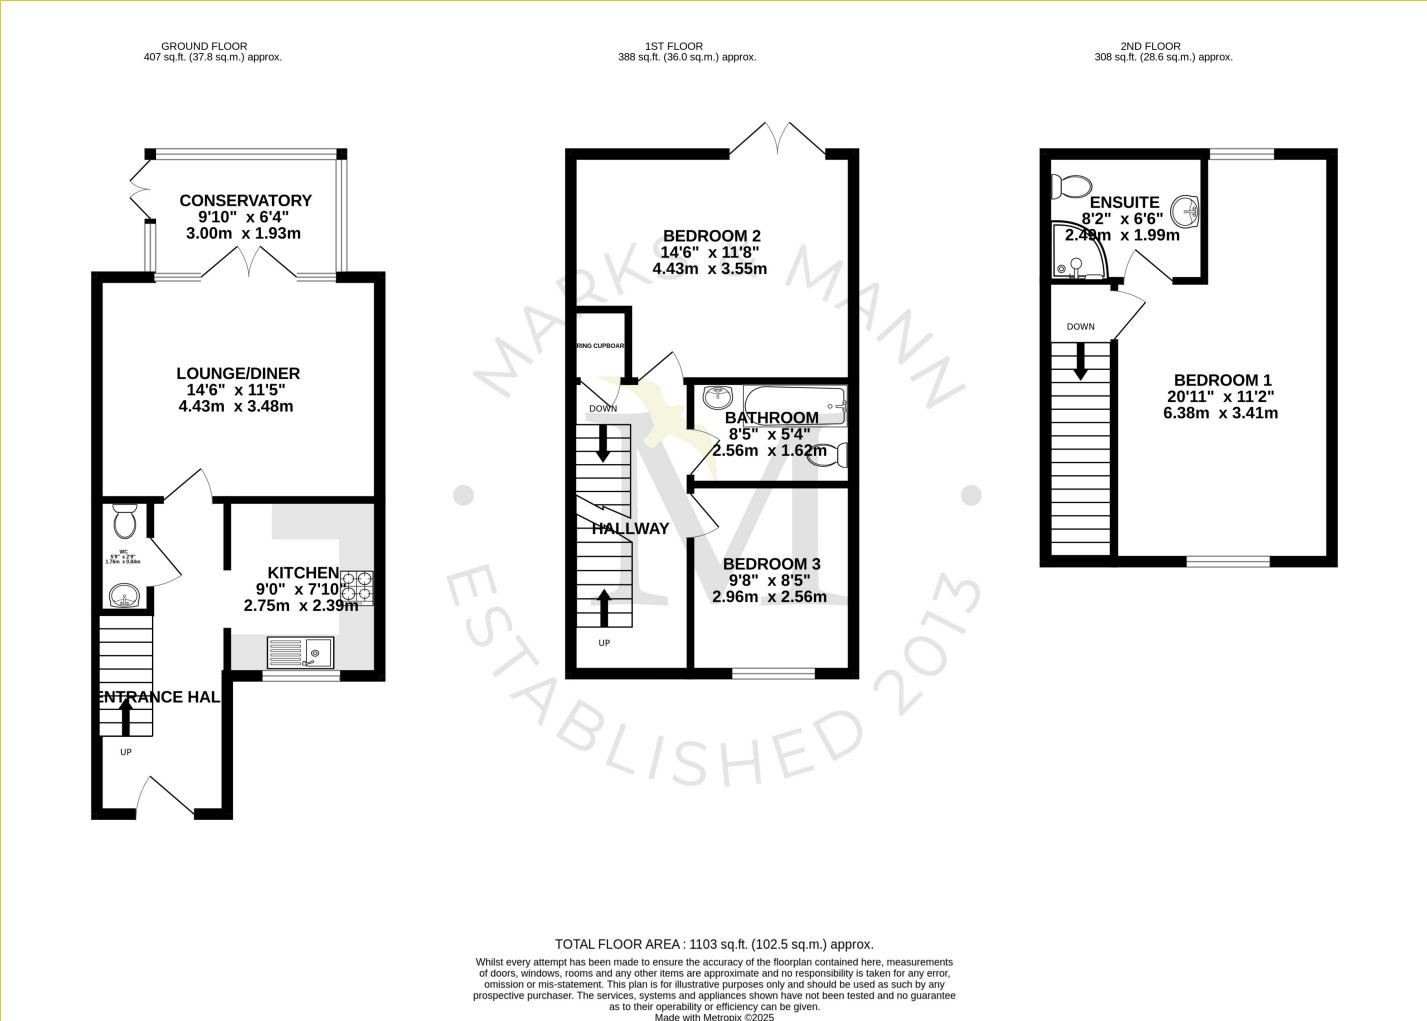 GROUND FLOOR
407 sq.ft. (37.8 sq.m.) approx.
1ST FLOOR
388 sq.ft. (36.0 sq.m.) approx.
2ND FLOOR
308 sq.ft. (28.6 sq.m.) approx.
CONSERVATORY
9'10" x 6'4"
3.00m x 1.93m
LOUNGE/DINER
14'6" x 11'5"
4.43m x 3.48m
WC
5'9" x 2'9"
1.76m x 0.84m
KITCHEN
9'0" x 7'10"
2.75m x 2.39m
ENTRANCE HAL
UP
BEDROOM 2
14'6" x 11'8"
4.43m x 3.55m
RING CUPBOAR
DOWN
BATHROOM
8'5" x 5'4"
2.56m x 1.62m
HALLWAY
BEDROOM 3
9'8" x 8'5"
2.96m x 2.56m
UP
ENSUITE
8'2" x 6'6"
2.49m x 1.99m
DOWN
BEDROOM 1
20'11" x 11'2"
6.38m x 3.41m
MARKS & MANN
M
• ESTABLISHED 2013 •
TOTAL FLOOR AREA : 1103 sq.ft. (102.5 sq.m.) approx.
Whilst every attempt has been made to ensure the accuracy of the floorplan contained here, measurements
of doors, windows, rooms and any other items are approximate and no responsibility is taken for any error,
omission or mis-statement. This plan is for illustrative purposes only and should be used as such by any
prospective purchaser. The services, systems and appliances shown have not been tested and no guarantee
as to their operability or efficiency can be given.
Made with Metropix ©2025